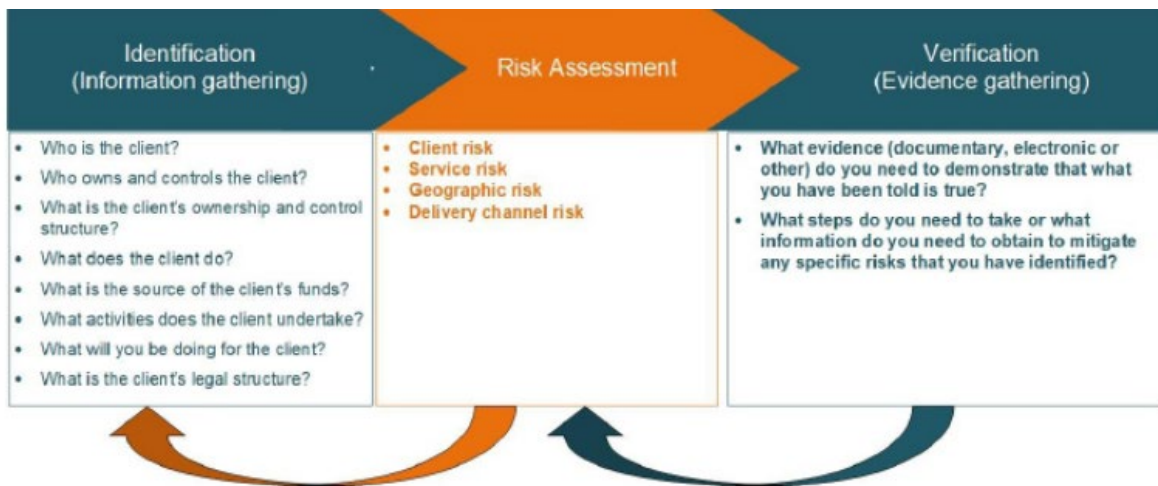 Identification
(Information gathering)
Risk Assessment
Verification
(Evidence gathering)
• Who is the client?
• Who owns and controls the client?
• What is the client's ownership and control
structure?
• What does the client do?
• What is the source of the client's funds?
• What activities does the client undertake?
• What will you be doing for the client?
• What is the client's legal structure?
• Client risk
• Service risk
• Geographic risk
• Delivery channel risk
• What evidence (documentary, electronic or
other) do you need to demonstrate that what
you have been told is true?
• What steps do you need to take or what
information do you need to obtain to mitigate
any specific risks that you have identified?